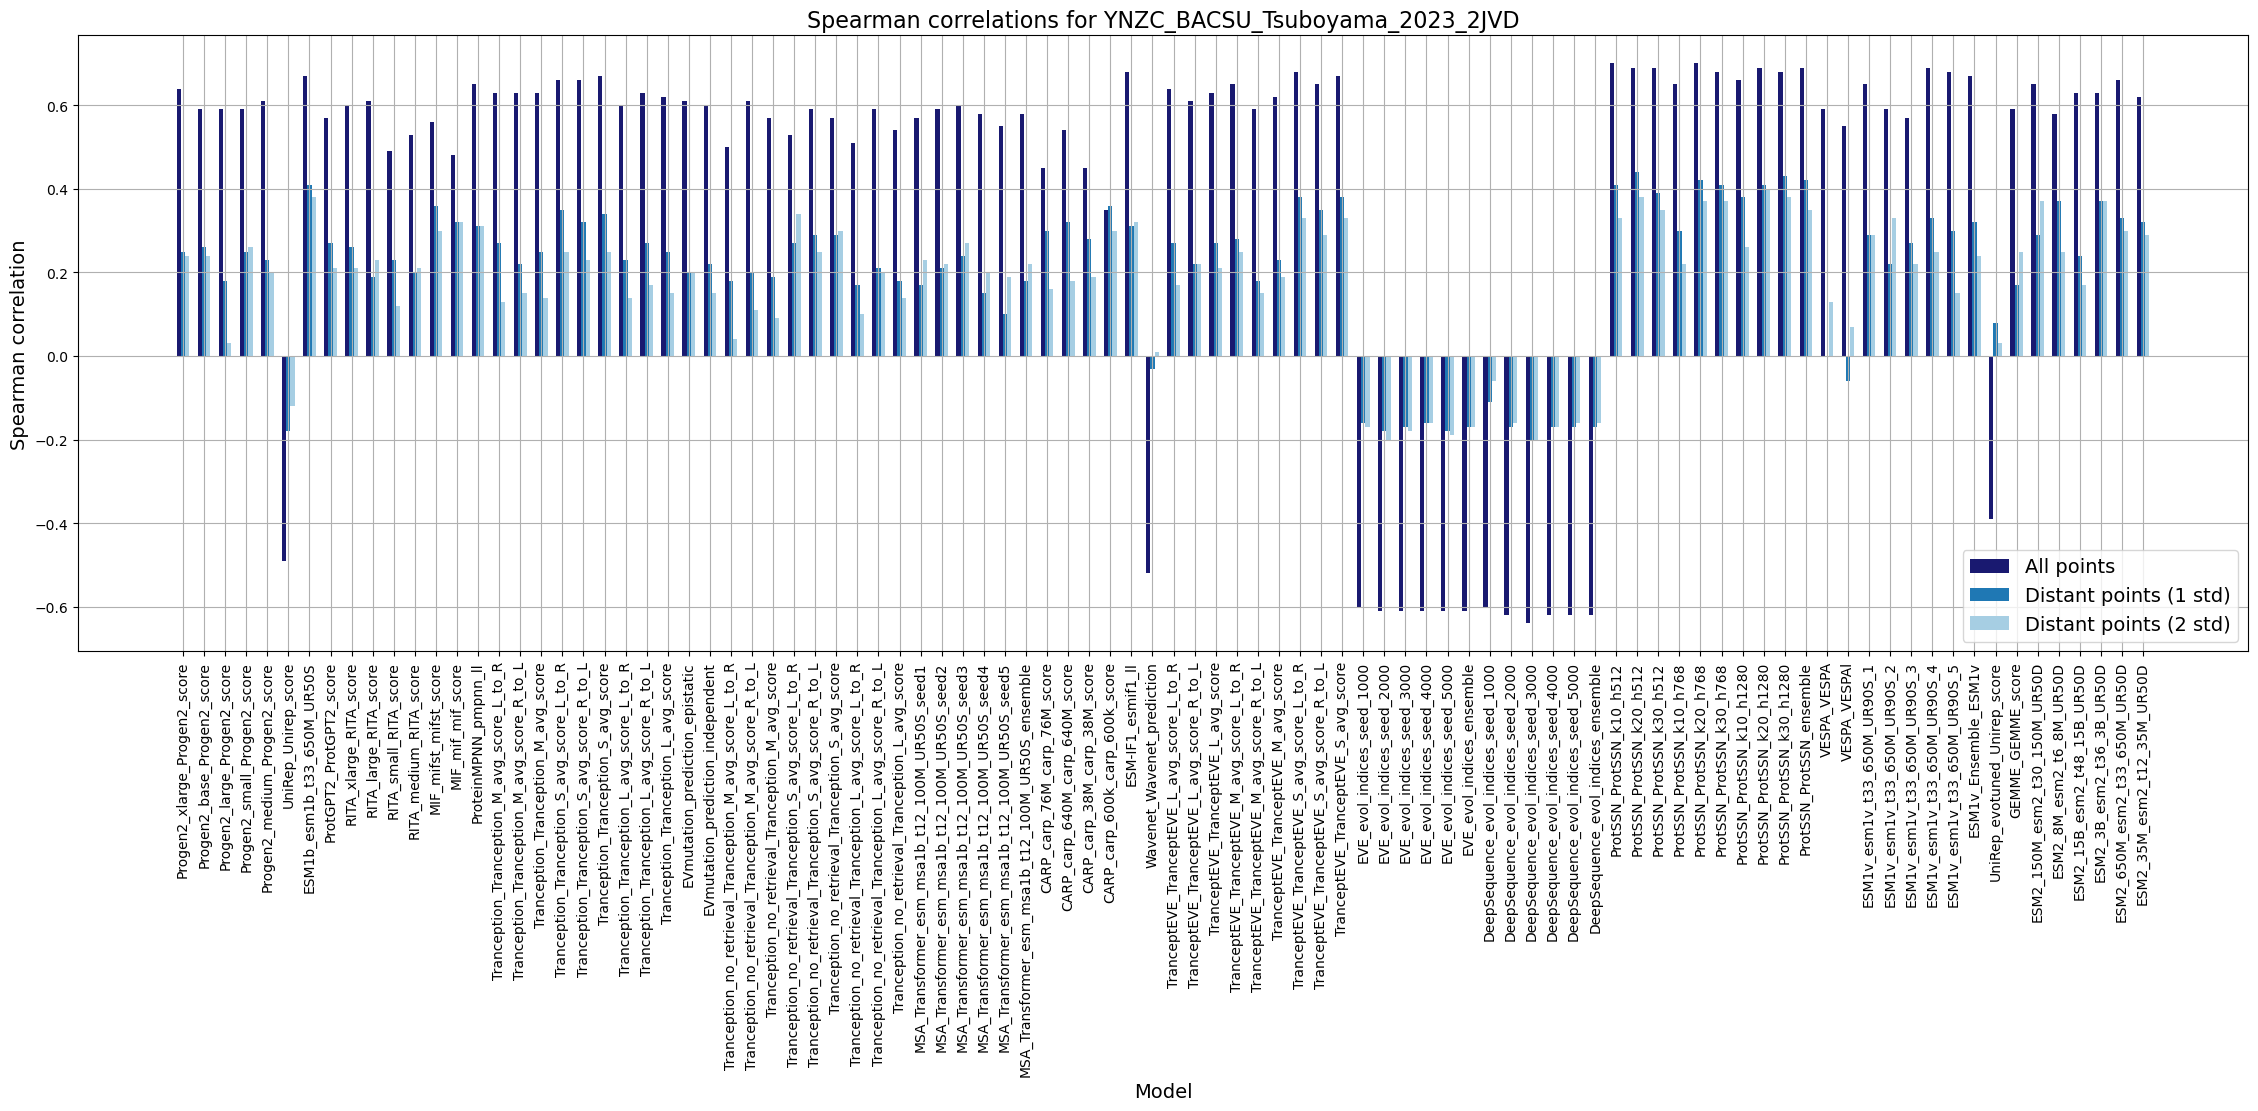 Spearman correlations for YNZC_BACSU_Tsuboyama_2023_2JVD
Spearman correlation
0.6
0.4
0.2
0.0
−0.2
−0.4
−0.6
All points
Distant points (1 std)
Distant points (2 std)
Progen2_xlarge_Progen2_score
Progen2_base_Progen2_score
Progen2_large_Progen2_score
Progen2_small_Progen2_score
Progen2_medium_Progen2_score
UniRep_Unirep_score
ESM1b_esm1b_t33_650M_UR50S
ProtGPT2_ProtGPT2_score
RITA_xlarge_RITA_score
RITA_large_RITA_score
RITA_small_RITA_score
RITA_medium_RITA_score
MIF_mifst_mifst_score
MIF_mif_mif_score
ProteinMPNN_pmpnn_ll
Tranception_Tranception_M_avg_score_L_to_R
Tranception_Tranception_M_avg_score_R_to_L
Tranception_Tranception_M_avg_score
Tranception_Tranception_S_avg_score_L_to_R
Tranception_Tranception_S_avg_score_R_to_L
Tranception_Tranception_S_avg_score
Tranception_Tranception_L_avg_score_L_to_R
Tranception_Tranception_L_avg_score_R_to_L
Tranception_Tranception_L_avg_score
EVmutation_prediction_epistatic
EVmutation_prediction_independent
Tranception_no_retrieval_Tranception_M_avg_score_L_to_R
Tranception_no_retrieval_Tranception_M_avg_score_R_to_L
Tranception_no_retrieval_Tranception_M_avg_score
Tranception_no_retrieval_Tranception_S_avg_score_L_to_R
Tranception_no_retrieval_Tranception_S_avg_score_R_to_L
Tranception_no_retrieval_Tranception_S_avg_score
Tranception_no_retrieval_Tranception_L_avg_score_L_to_R
Tranception_no_retrieval_Tranception_L_avg_score_R_to_L
Tranception_no_retrieval_Tranception_L_avg_score
MSA_Transformer_esm_msa1b_t12_100M_UR50S_seed1
MSA_Transformer_esm_msa1b_t12_100M_UR50S_seed2
MSA_Transformer_esm_msa1b_t12_100M_UR50S_seed3
MSA_Transformer_esm_msa1b_t12_100M_UR50S_seed4
MSA_Transformer_esm_msa1b_t12_100M_UR50S_seed5
MSA_Transformer_esm_msa1b_t12_100M_UR50S_ensemble
CARP_carp_76M_carp_76M_score
CARP_carp_640M_carp_640M_score
CARP_carp_38M_carp_38M_score
CARP_carp_600k_carp_600k_score
ESM-IF1_esmif1_ll
Wavenet_Wavenet_prediction
TranceptEVE_TranceptEVE_L_avg_score_L_to_R
TranceptEVE_TranceptEVE_L_avg_score_R_to_L
TranceptEVE_TranceptEVE_L_avg_score
TranceptEVE_TranceptEVE_M_avg_score_L_to_R
TranceptEVE_TranceptEVE_M_avg_score_R_to_L
TranceptEVE_TranceptEVE_M_avg_score
TranceptEVE_TranceptEVE_S_avg_score_L_to_R
TranceptEVE_TranceptEVE_S_avg_score_R_to_L
TranceptEVE_TranceptEVE_S_avg_score
EVE_evol_indices_seed_1000
EVE_evol_indices_seed_2000
EVE_evol_indices_seed_3000
EVE_evol_indices_seed_4000
EVE_evol_indices_seed_5000
EVE_evol_indices_ensemble
DeepSequence_evol_indices_seed_1000
DeepSequence_evol_indices_seed_2000
DeepSequence_evol_indices_seed_3000
DeepSequence_evol_indices_seed_4000
DeepSequence_evol_indices_seed_5000
DeepSequence_evol_indices_ensemble
ProtSSN_ProtSSN_k10_h512
ProtSSN_ProtSSN_k20_h512
ProtSSN_ProtSSN_k30_h512
ProtSSN_ProtSSN_k10_h768
ProtSSN_ProtSSN_k20_h768
ProtSSN_ProtSSN_k30_h768
ProtSSN_ProtSSN_k10_h1280
ProtSSN_ProtSSN_k20_h1280
ProtSSN_ProtSSN_k30_h1280
ProtSSN_ProtSSN_ensemble
VESPA_VESPA
VESPA_VESPAl
ESM1v_esm1v_t33_650M_UR90S_1
ESM1v_esm1v_t33_650M_UR90S_2
ESM1v_esm1v_t33_650M_UR90S_3
ESM1v_esm1v_t33_650M_UR90S_4
ESM1v_esm1v_t33_650M_UR90S_5
ESM1v_Ensemble_ESM1v
UniRep_evotuned_Unirep_score
GEMME_GEMME_score
ESM2_150M_esm2_t30_150M_UR50D
ESM2_8M_esm2_t6_8M_UR50D
ESM2_15B_esm2_t48_15B_UR50D
ESM2_3B_esm2_t36_3B_UR50D
ESM2_650M_esm2_t33_650M_UR50D
ESM2_35M_esm2_t12_35M_UR50D
Model